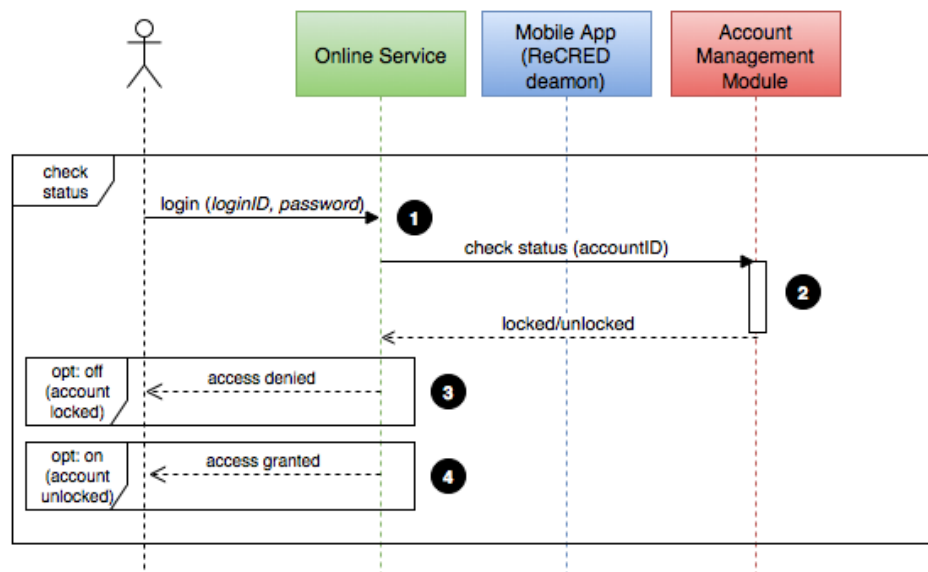 Online Service
Mobile App
(ReCRED
deamon)
Account
Management
Module
check
status
login (loginID, password)
1
check status (accountID)
2
locked/unlocked
opt: off
(account
locked)
access denied
3
opt: on
(account
unlocked)
access granted
4